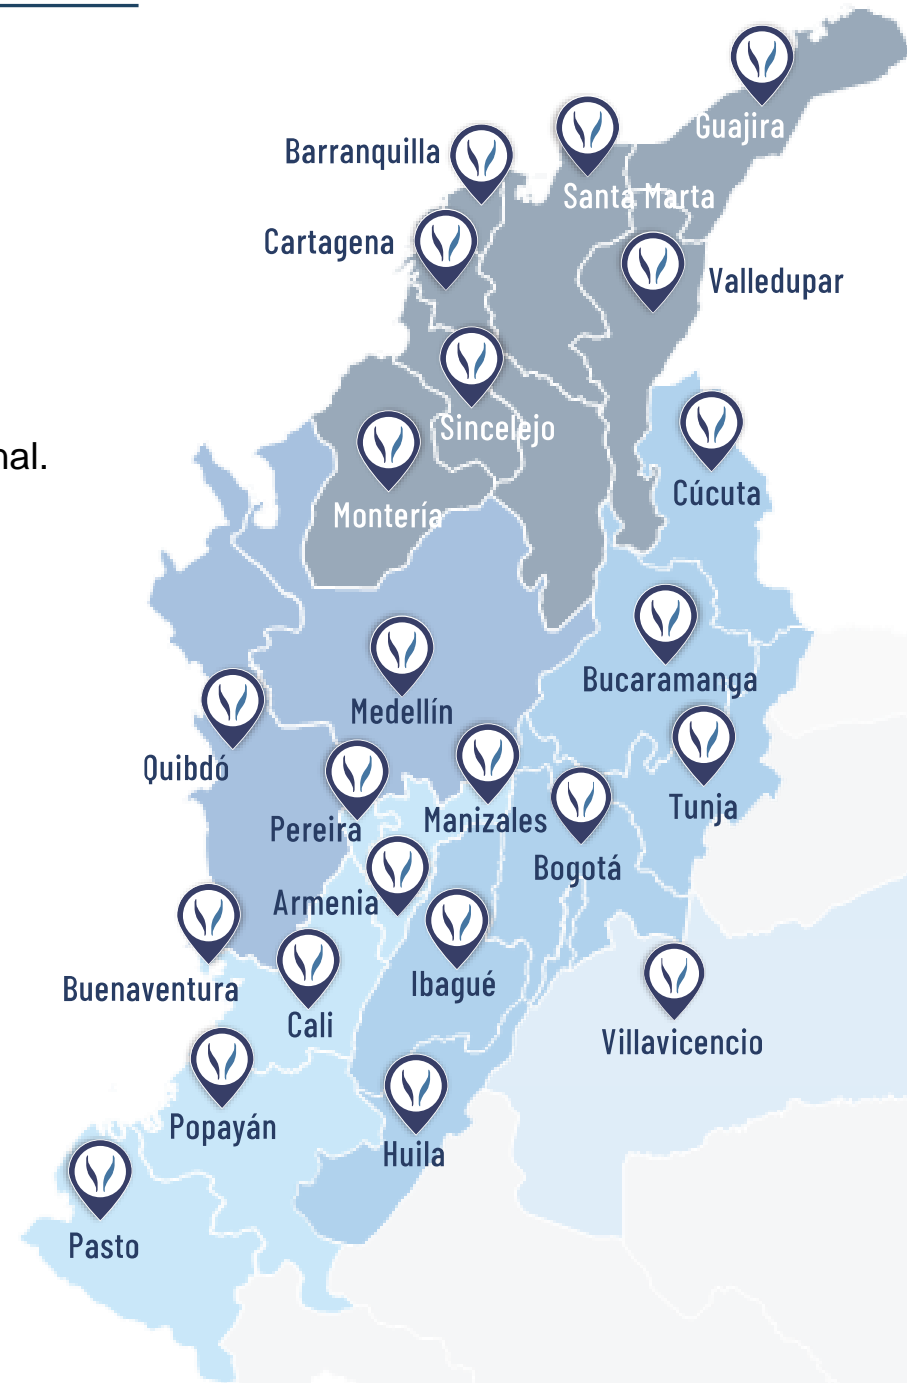 Guajira
Barranquilla
Santa Marta
Cartagena
Valledupar
Sincelejo
nal.
Cúcuta
Montería
Bucaramanga
Medellín
Quibdó
Tunja
Manizales
Pereira
Bogotá
Armenia
Ibagué
Buenaventura
Cali
Villavicencio
Popayán
Huila
Pasto